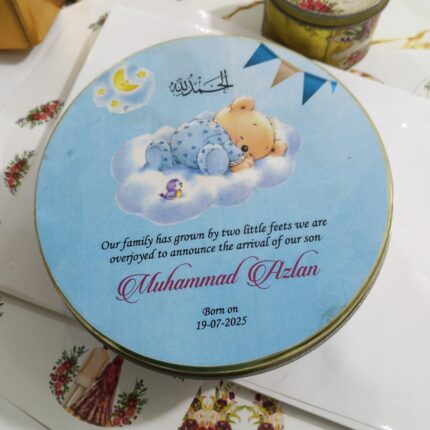 الحمد لله
Our family has grown by two little feets we are
overjoyed to announce the arrival of our son
Muhammad Azlan
Born on
19-07-2025